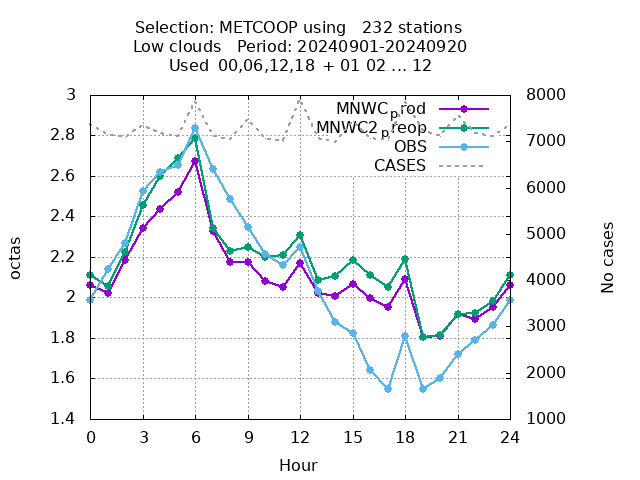 Selection: METCOOP using 232 stations
Low clouds Period: 20240901-20240920
Used 00,06,12,18 + 01 02 ... 12
MNWC_prod
MNWC2_preop
OBS
CASES
octas
3
2.8
2.6
2.4
2.2
2
1.8
1.6
1.4
8000
7000
6000
5000
4000
3000
2000
1000
No cases
0 3 6 9 12 15 18 21 24
Hour